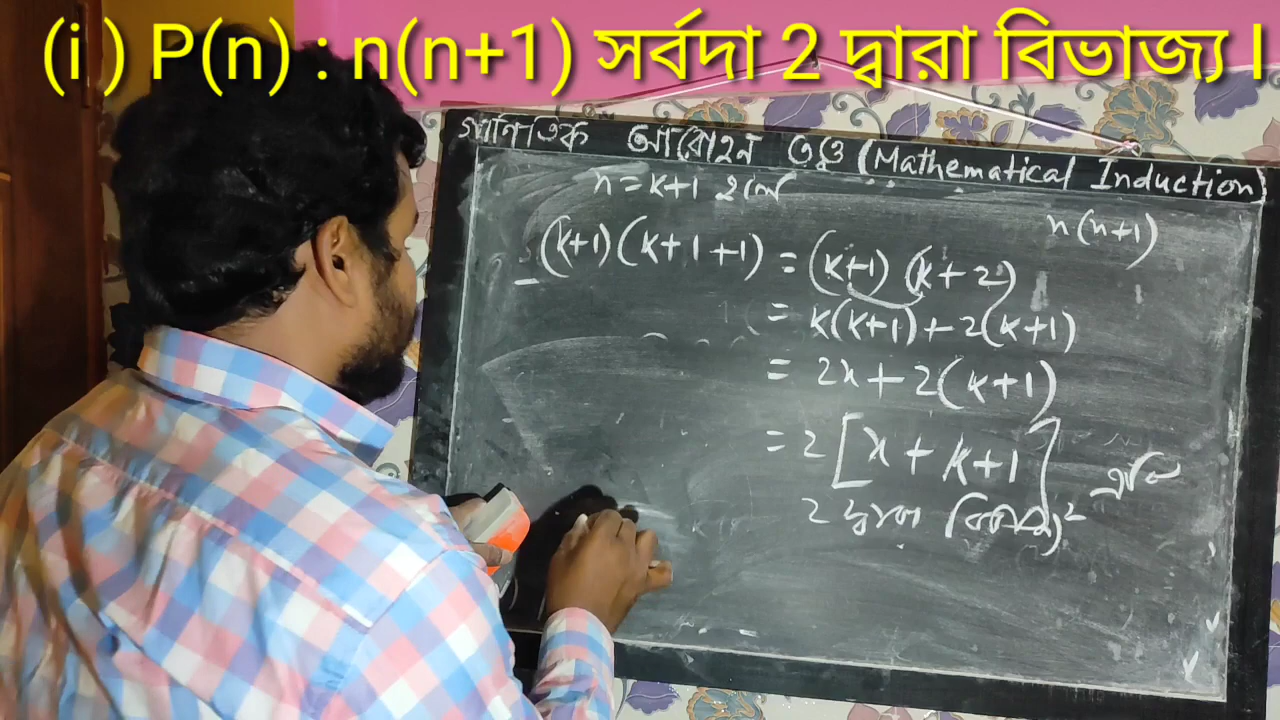 (i) P(n) : n(n+1) সর্বদা 2 দ্বারা বিভাজ্য ।
গাণিতিক আরোহন তত্ত্ব (Mathematical Induction)
n = k+1 হলে
n(n+1)
(k+1)(k+1+1) = (k+1)(k+2)
= k(k+1)+2(k+1)
= 2x+2(k+1)
= 2[x+k+1]
2 দ্বারা বিভাজ্য